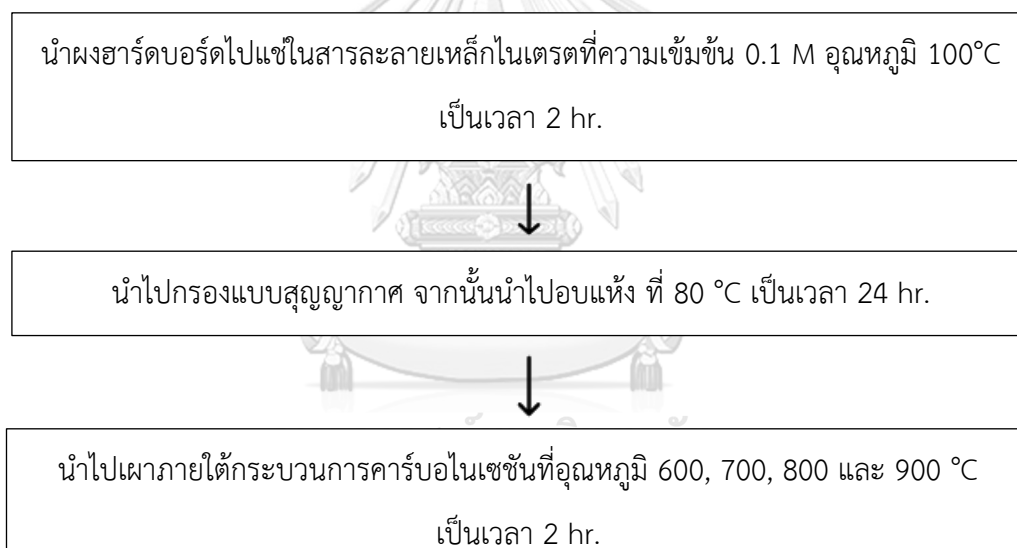 นำผงฮาร์ดบอร์ดไปแช่ในสารละลายเหล็กไนเตรตที่ความเข้มข้น 0.1 M อุณหภูมิ 100°C
เป็นเวลา 2 hr.
นำไปกรองแบบสุญญากาศ จากนั้นนำไปอบแห้ง ที่ 80 °C เป็นเวลา 24 hr.
นำไปเผาภายใต้กระบวนการคาร์บอไนเซชันที่อุณหภูมิ 600, 700, 800 และ 900 °C
เป็นเวลา 2 hr.